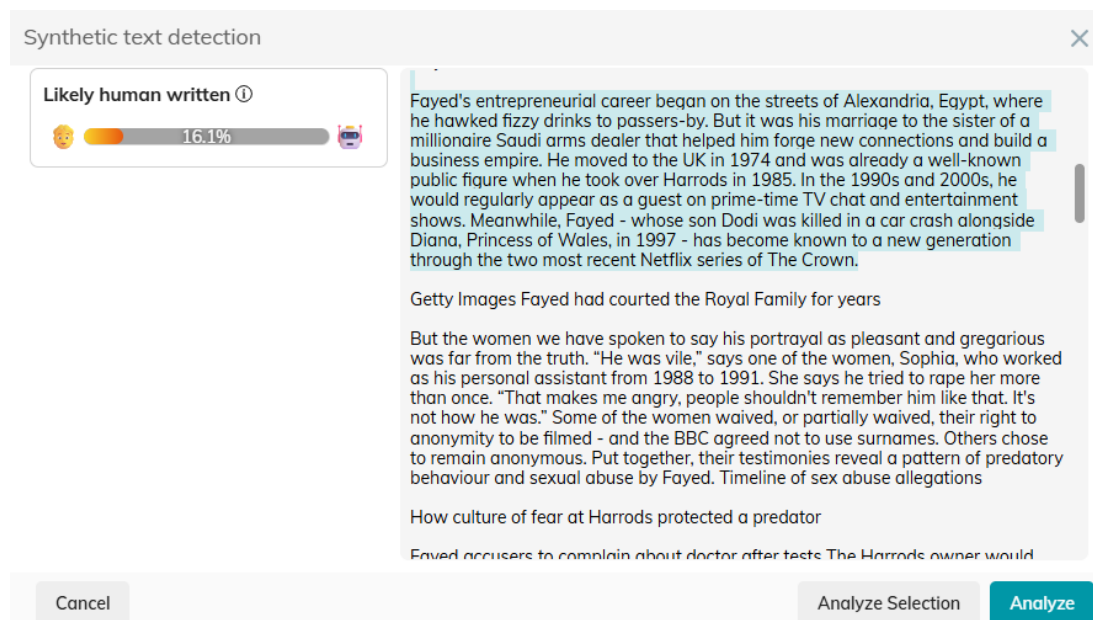 Synthetic text detection
Likely human written
16.1%
Fayed's entrepreneurial career began on the streets of Alexandria, Egypt, where
he hawked fizzy drinks to passers-by. But it was his marriage to the sister of a
millionaire Saudi arms dealer that helped him forge new connections and build a
business empire. He moved to the UK in 1974 and was already a well-known
public figure when he took over Harrods in 1985. In the 1990s and 2000s, he
would regularly appear as a guest on prime-time TV chat and entertainment
shows. Meanwhile, Fayed - whose son Dodi was killed in a car crash alongside
Diana, Princess of Wales, in 1997 - has become known to a new generation
through the two most recent Netflix series of The Crown.
Getty Images Fayed had courted the Royal Family for years
But the women we have spoken to say his portrayal as pleasant and gregarious
was far from the truth. “He was vile,” says one of the women, Sophia, who worked
as his personal assistant from 1988 to 1991. She says he tried to rape her more
than once. “That makes me angry, people shouldn't remember him like that. It's
not how he was.” Some of the women waived, or partially waived, their right to
anonymity to be filmed - and the BBC agreed not to use surnames. Others chose
to remain anonymous. Put together, their testimonies reveal a pattern of predatory
behaviour and sexual abuse by Fayed. Timeline of sex abuse allegations
How culture of fear at Harrods protected a predator
Fayed accusers to complain about doctor after tests The Harrods owner would
Cancel
Analyze Selection
Analyze